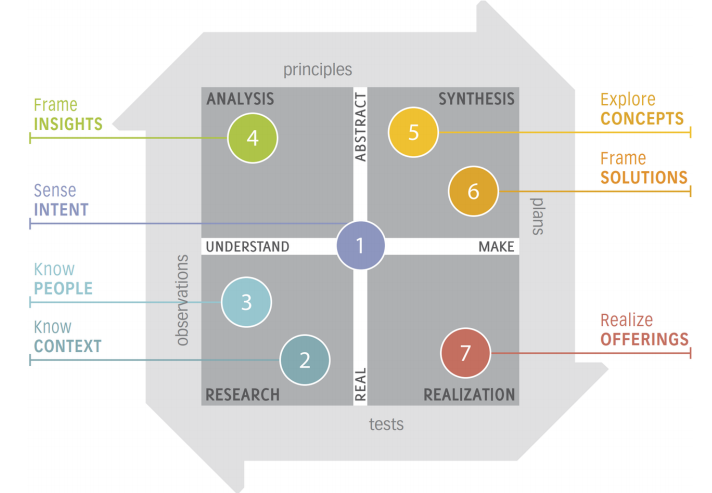 principles
Frame
INSIGHTS
Sense
INTENT
Know
PEOPLE
Know
CONTEXT
observations
ANALYSIS
4
ABSTRACT
SYNTHESIS
5
6
UNDERSTAND
1
MAKE
3
2
RESEARCH
REAL
7
REALIZATION
tests
plans
Explore
CONCEPTS
Frame
SOLUTIONS
Realize
OFFERINGS